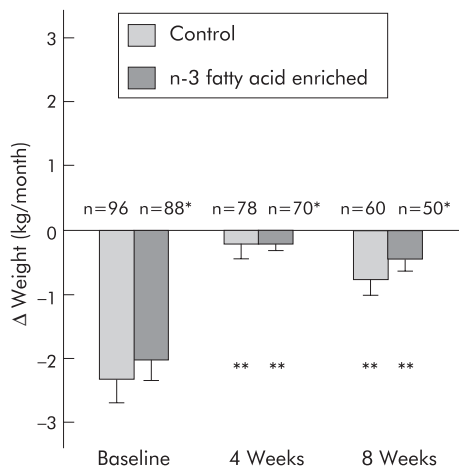 Control
n-3 fatty acid enriched
Δ Weight (kg/month)
3
2
1
0
−1
−2
−3
n=96 n=88* n=78 n=70* n=60 n=50*
** ** ** **
Baseline 4 Weeks 8 Weeks